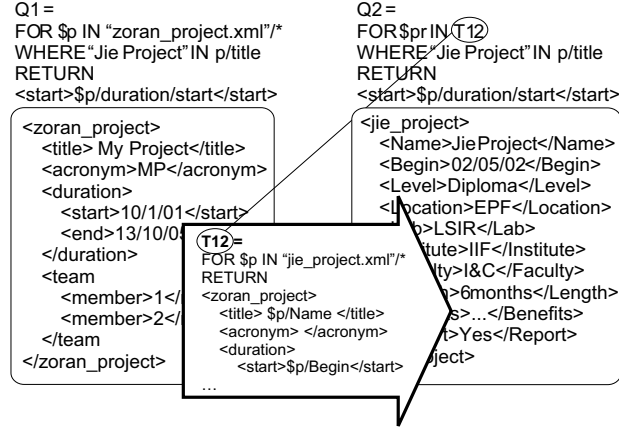 Q1 =
FOR $p IN “zoran_project.xml”/*
WHERE “Jie Project” IN p/title
RETURN
<start>$p/duration/start</start>
<zoran_project>
<title> My Project</title>
<acronym>MP</acronym>
<duration>
<start>10/1/01</start>
<end>13/10/05
</duration>
<team
<member>1</
<member>2</
</team
</zoran_project>
T12=
FOR $p IN “jie_project.xml”/*
RETURN
<zoran_project>
<title> $p/Name </title>
<acronym> </acronym>
<duration>
<start>$p/Begin</start>
…
Q2 =
FOR $pr IN T12
WHERE “Jie Project” IN p/title
RETURN
<start>$p/duration/start</start>
<jie_project>
<Name>JieProject</Name>
<Begin>02/05/02</Begin>
<Level>Diploma</Level>
<Location>EPF</Location>
>LSIR</Lab>
tute>IIF</Institute>
ty>I&C</Faculty>
>6months</Length>
s>...</Benefits>
t>Yes</Report>
ject>